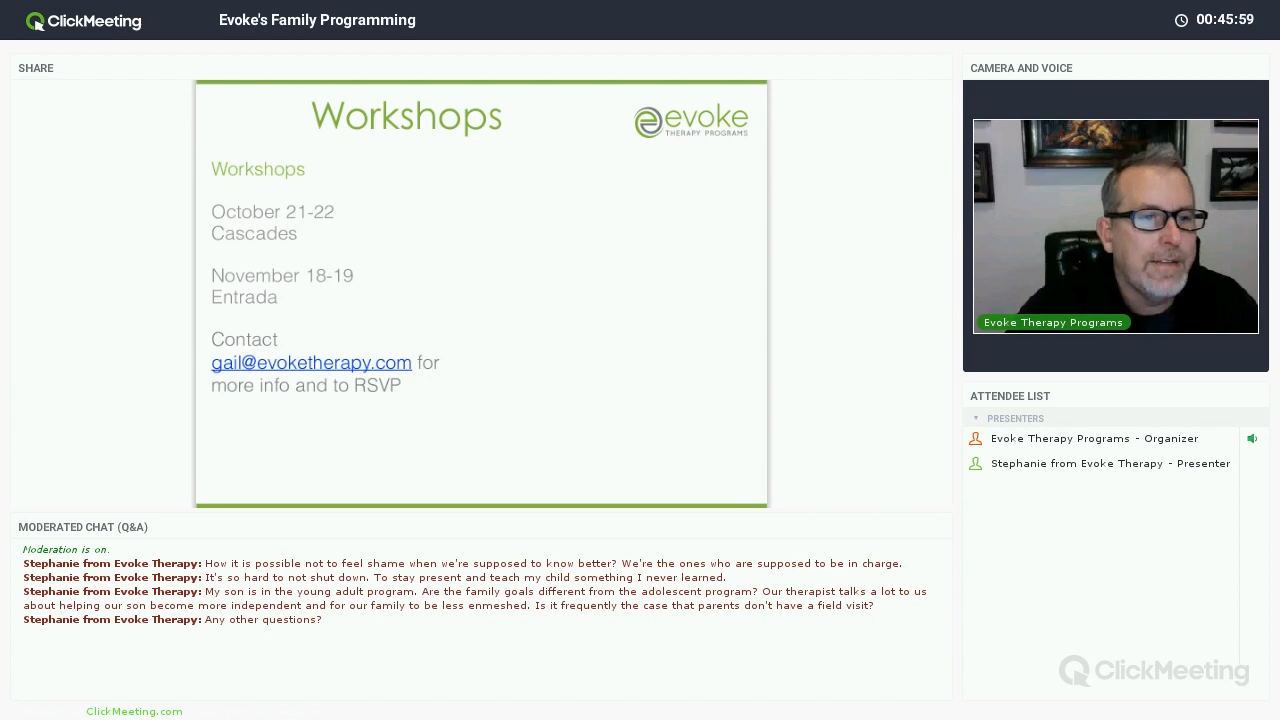 ClickMeeting
Evoke's Family Programming
00:45:59
SHARE
Workshops
evoke
THERAPY PROGRAMS
Workshops
October 21-22
Cascades
November 18-19
Entrada
Contact
gail@evoketherapy.com for
more info and to RSVP
CAMERA AND VOICE
Evoke Therapy Programs
ATTENDEE LIST
PRESENTERS
Evoke Therapy Programs - Organizer
Stephanie from Evoke Therapy - Presenter
MODERATED CHAT (Q&A)
Moderation is on.
Stephanie from Evoke Therapy: How it is possible not to feel shame when we're supposed to know better? We're the ones who are supposed to be in charge.
Stephanie from Evoke Therapy: It's so hard to not shut down. To stay present and teach my child something I never learned.
Stephanie from Evoke Therapy: My son is in the young adult program. Are the family goals different from the adolescent program? Our therapist talks a lot to us
about helping our son become more independent and for our family to be less enmeshed. Is it frequently the case that parents don't have a field visit?
Stephanie from Evoke Therapy: Any other questions?
ClickMeeting
ClickMeeting.com